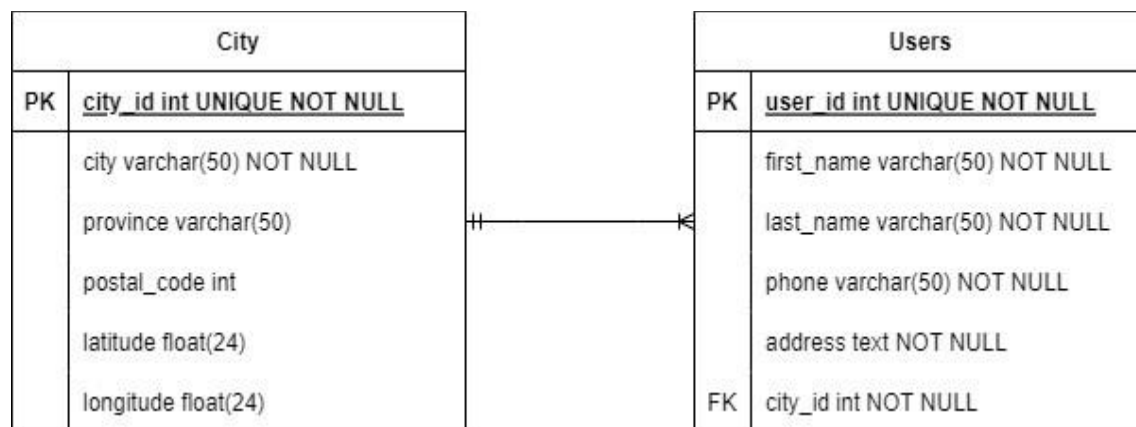 City
PK city_id int UNIQUE NOT NULL
city varchar(50) NOT NULL
province varchar(50)
postal_code int
latitude float(24)
longitude float(24)
Users
PK user_id int UNIQUE NOT NULL
first_name varchar(50) NOT NULL
last_name varchar(50) NOT NULL
phone varchar(50) NOT NULL
address text NOT NULL
FK city_id int NOT NULL